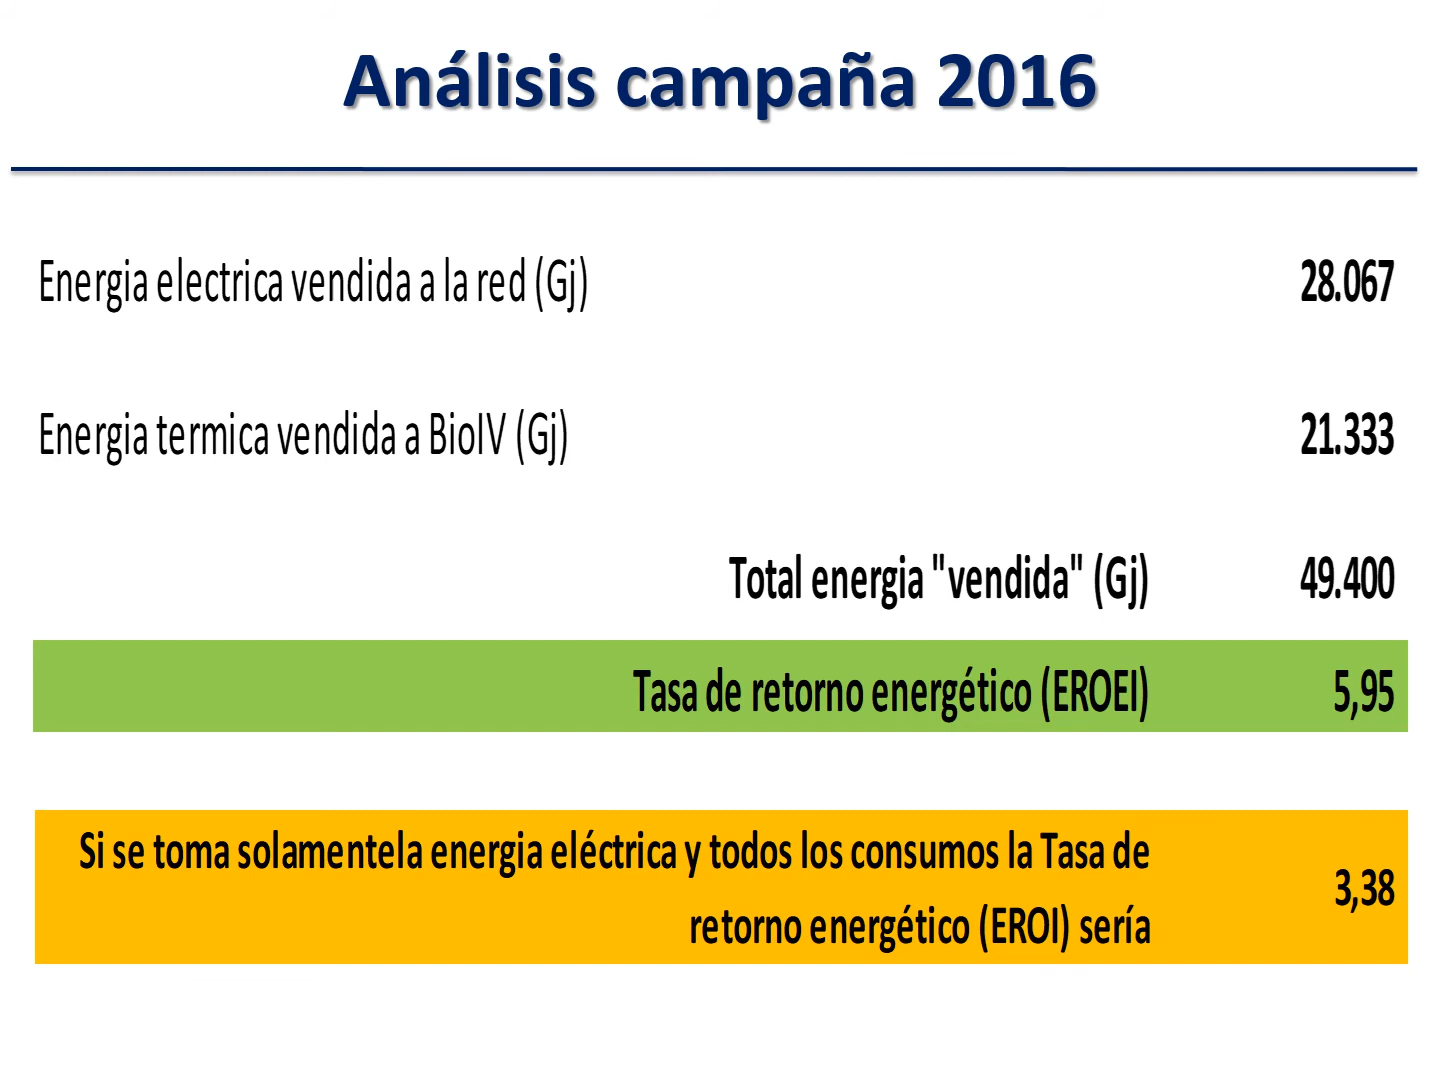 Análisis campaña 2016
Energia electrica vendida a la red (Gj) 28.067
Energia termica vendida a BioIV (Gj) 21.333
Total energia "vendida" (Gj) 49.400
Tasa de retorno energético (EROEI) 5,95
Si se toma solamentela energia eléctrica y todos los consumos la Tasa de
retorno energético (EROI) sería 3,38